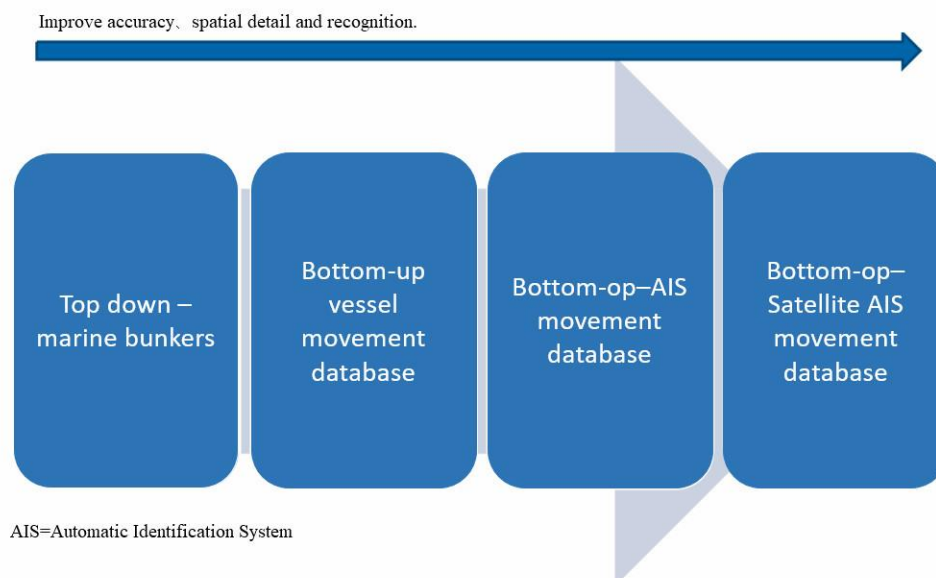 Improve accuracy、spatial detail and recognition.
Top down –
marine bunkers
Bottom-up
vessel
movement
database
Bottom-op–AIS
movement
database
Bottom-op–
Satellite AIS
movement
database
AIS=Automatic Identification System